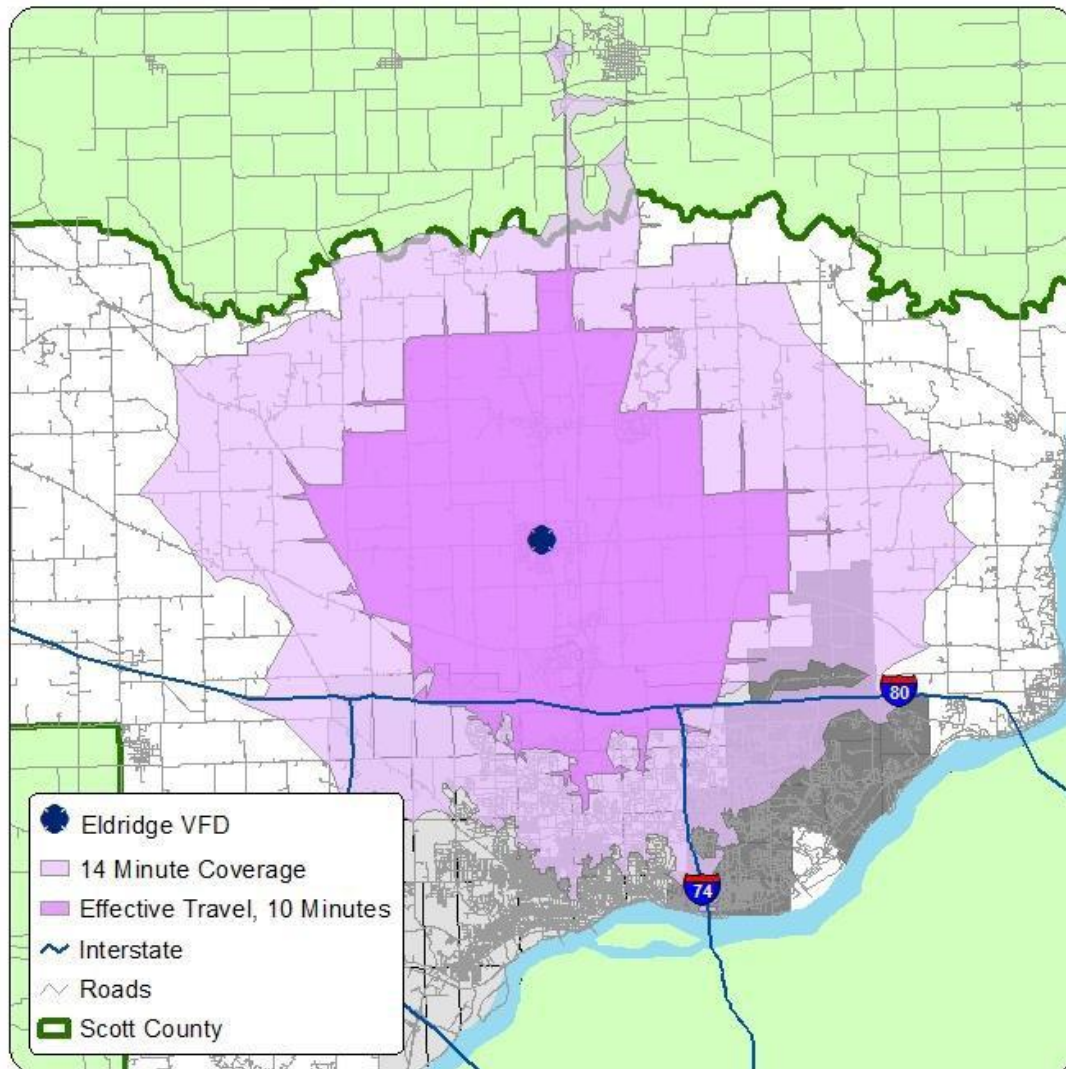 80
74
Eldridge VFD
14 Minute Coverage
Effective Travel, 10 Minutes
Interstate
Roads
Scott County